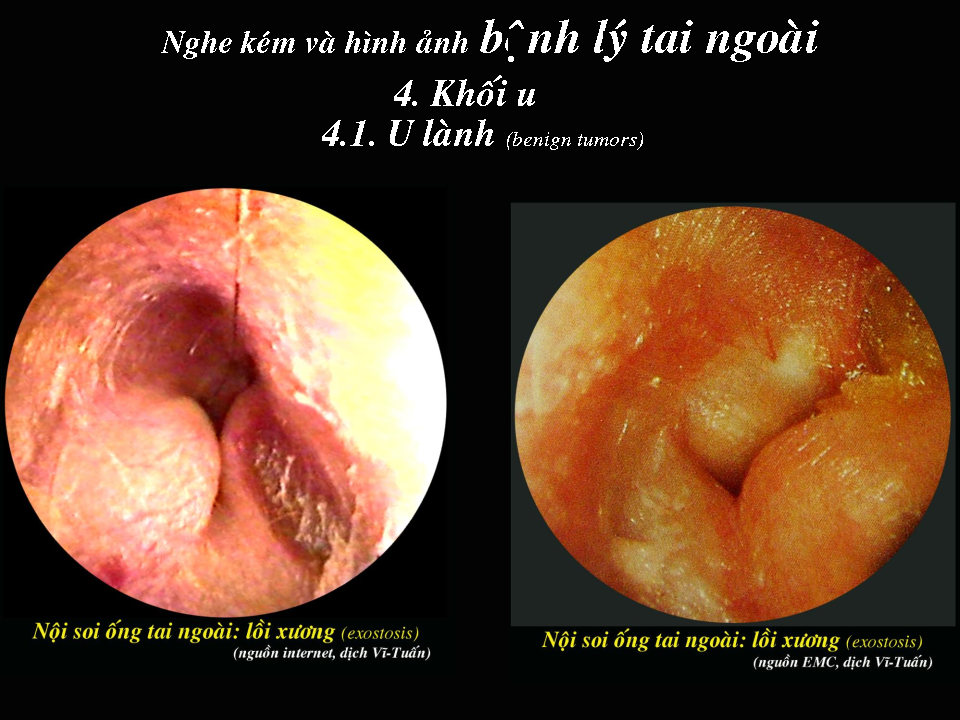 Nghe kém và hình ảnh bệnh lý tai ngoài
4. Khối u
4.1. U lành (benign tumors)
Nội soi ống tai ngoài: lồi xương (exostosis)
(nguồn internet, dịch Vĩ-Tuấn)
Nội soi ống tai ngoài: lồi xương (exostosis)
(nguồn EMC, dịch Vĩ-Tuấn)